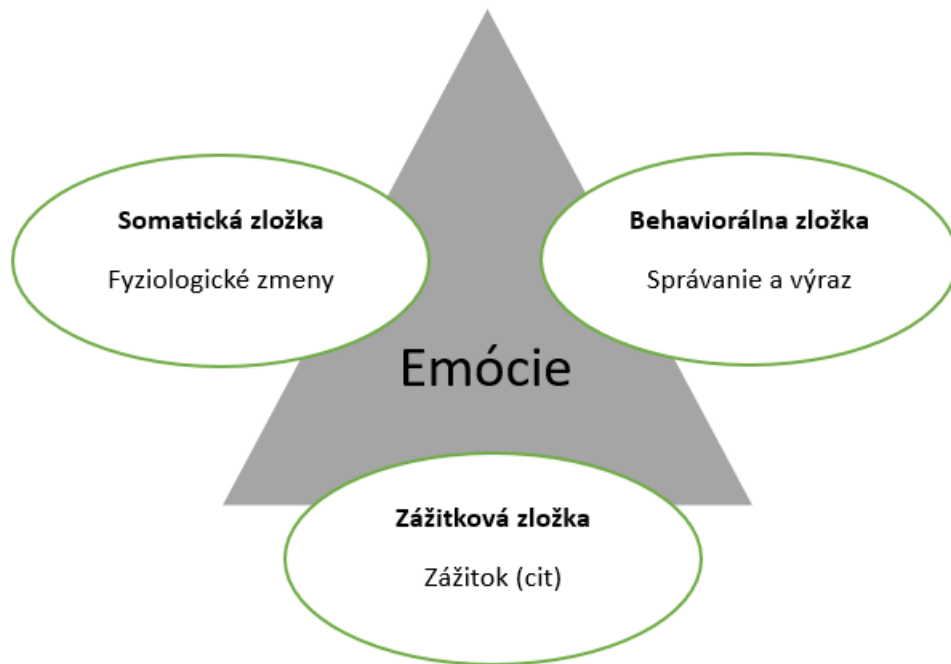 Somatická zložka
Fyziologické zmeny
Behaviorálna zložka
Správanie a výraz
Emócie
Zážitková zložka
Zážitok (cit)